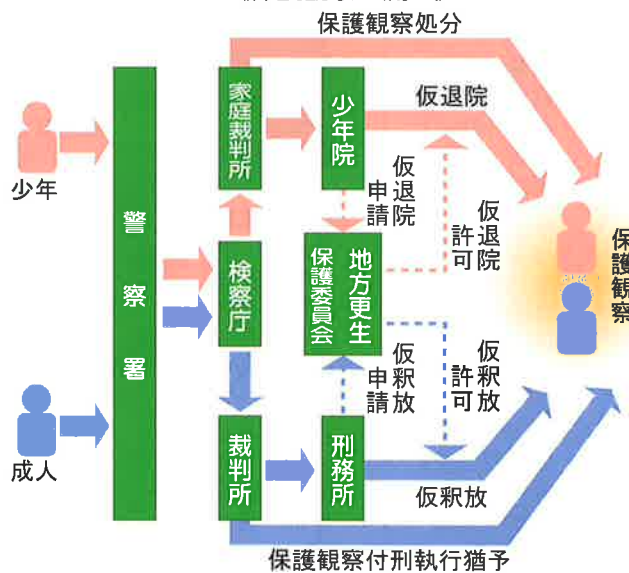 保護観察処分
家庭裁判所
少年院
仮退院
少年
仮退院
申請
仮退院
許可
警察署
検察庁
地方更生
保護委員会
保護観察
仮釈放
申請
仮釈放
許可
成人
裁判所
刑務所
仮釈放
保護観察付刑執行猶予